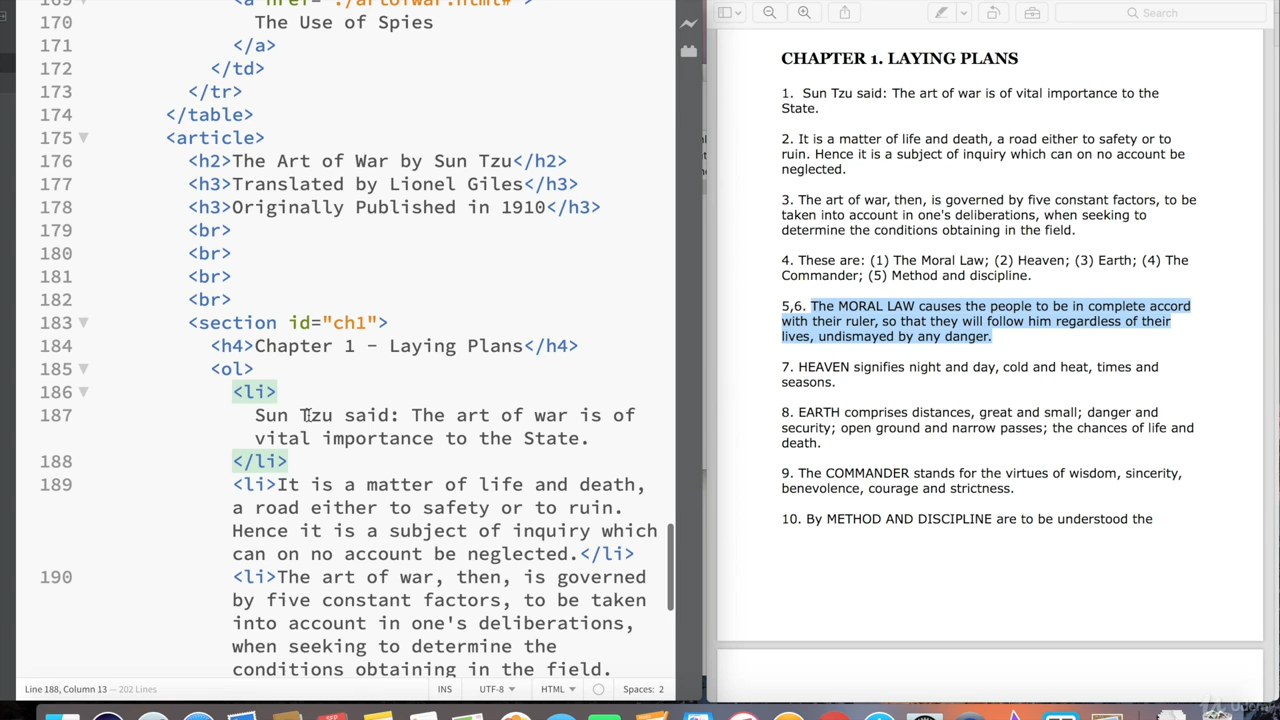 169
<a href="./artofwar.html#">
170 The Use of Spies
171 </a>
172 </td>
173 </tr>
174 </table>
175 <article>
176 <h2>The Art of War by Sun Tzu</h2>
177 <h3>Translated by Lionel Giles</h3>
178 <h3>Originally Published in 1910</h3>
179 <br>
180 <br>
181 <br>
182 <br>
183 <section id="ch1">
184 <h4>Chapter 1 - Laying Plans</h4>
185 <ol>
186 <li>
187 Sun Tzu said: The art of war is of
vital importance to the State.
188 </li>
189 <li>It is a matter of life and death,
a road either to safety or to ruin.
Hence it is a subject of inquiry which
can on no account be neglected.</li>
190 <li>The art of war, then, is governed
by five constant factors, to be taken
into account in one's deliberations,
when seeking to determine the
conditions obtaining in the field.
Line 188, Column 13 — 202 Lines
INS
UTF-8
HTML
Spaces: 2
Search
CHAPTER 1. LAYING PLANS
1. Sun Tzu said: The art of war is of vital importance to the
State.
2. It is a matter of life and death, a road either to safety or to
ruin. Hence it is a subject of inquiry which can on no account be
neglected.
3. The art of war, then, is governed by five constant factors, to be
taken into account in one's deliberations, when seeking to
determine the conditions obtaining in the field.
4. These are: (1) The Moral Law; (2) Heaven; (3) Earth; (4) The
Commander; (5) Method and discipline.
5,6. The MORAL LAW causes the people to be in complete accord
with their ruler, so that they will follow him regardless of their
lives, undismayed by any danger.
7. HEAVEN signifies night and day, cold and heat, times and
seasons.
8. EARTH comprises distances, great and small; danger and
security; open ground and narrow passes; the chances of life and
death.
9. The COMMANDER stands for the virtues of wisdom, sincerity,
benevolence, courage and strictness.
10. By METHOD AND DISCIPLINE are to be understood the
Udemy